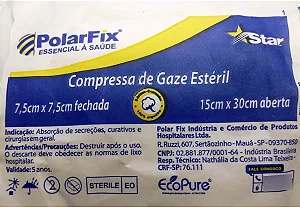 PolarFix®
ESSENCIAL À SAÚDE
Star
Compressa de Gaze Estéril
7,5cm x 7,5cm fechada
15cm x 30cm aberta
Indicação: Absorção de secreções, curativos e
cirurgias em geral.
Advertências/Precauções: Destruir após o uso.
O descarte deve obedecer as normas de lixo
hospitalar.
Validade: 5 anos.
STERILE EO
Polar Fix Indústria e Comércio de Produtos
Hospitalares Ltda.
R. Ruzzi, 607, Sertãozinho - Mauá - SP - 09370-850
CNPJ: 02.881.877/0001-64 - Indústria Brasileira
Resp. Técnico: Nathália da Costa Lima Teixeira
CRF-SP: 76.111
EcoPure
FALE CONOSCO